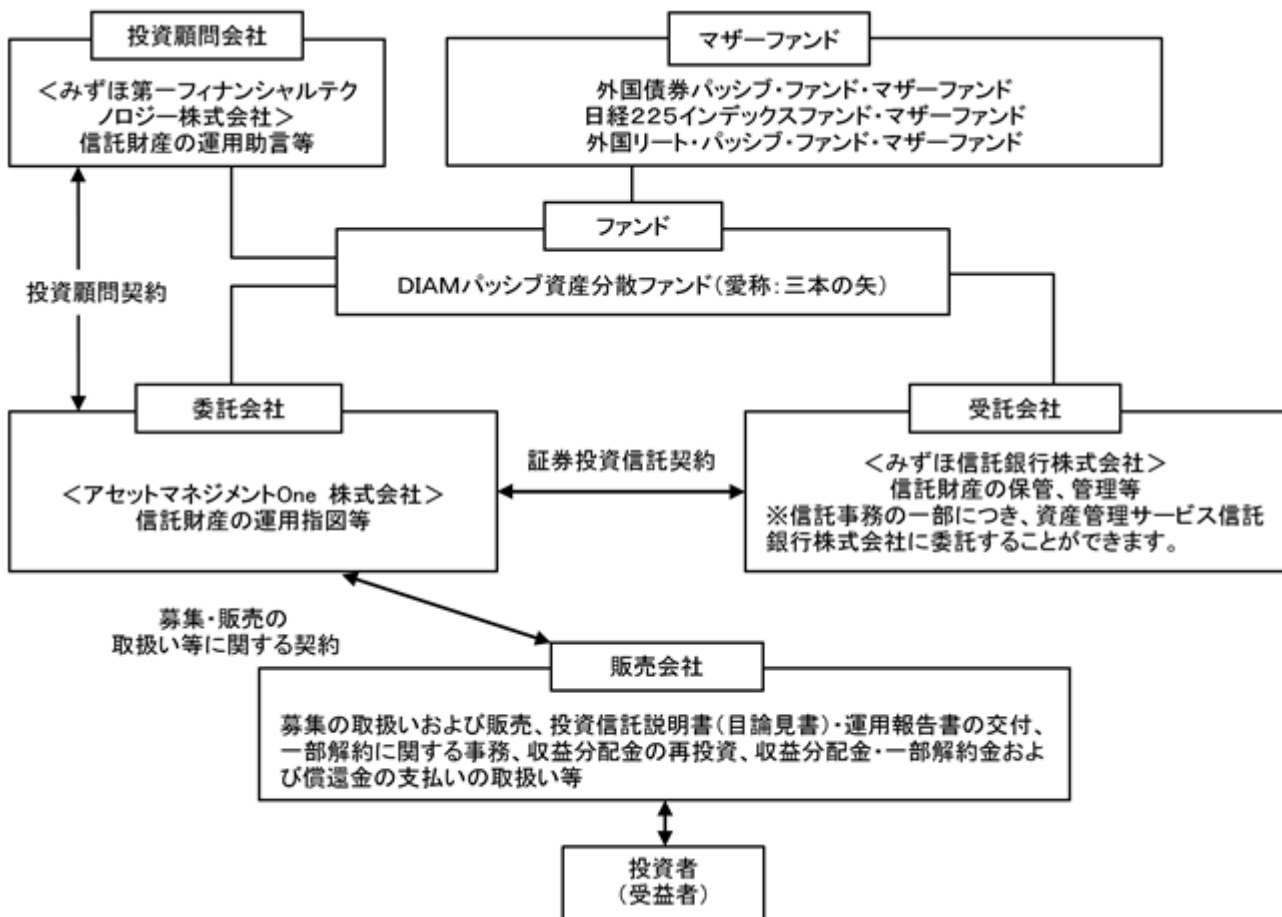 投資顧問会社
<みずほ第一フィナンシャルテク
ノロジー株式会社>
信託財産の運用助言等
マザーファンド
外国債券パッシブ・ファンド・マザーファンド
日経225インデックスファンド・マザーファンド
外国リート・パッシブ・ファンド・マザーファンド
ファンド
DIAMパッシブ資産分散ファンド(愛称:三本の矢)
投資顧問契約
委託会社
<アセットマネジメントOne 株式会社>
信託財産の運用指図等
証券投資信託契約
受託会社
<みずほ信託銀行株式会社>
信託財産の保管、管理等
※信託事務の一部につき、資産管理サービス信託
銀行株式会社に委託することができます。
募集・販売の
取扱い等に関する契約
販売会社
募集の取扱いおよび販売、投資信託説明書(目論見書)・運用報告書の交付、
一部解約に関する事務、収益分配金の再投資、収益分配金・一部解約金およ
び償還金の支払いの取扱い等
投資者
(受益者)